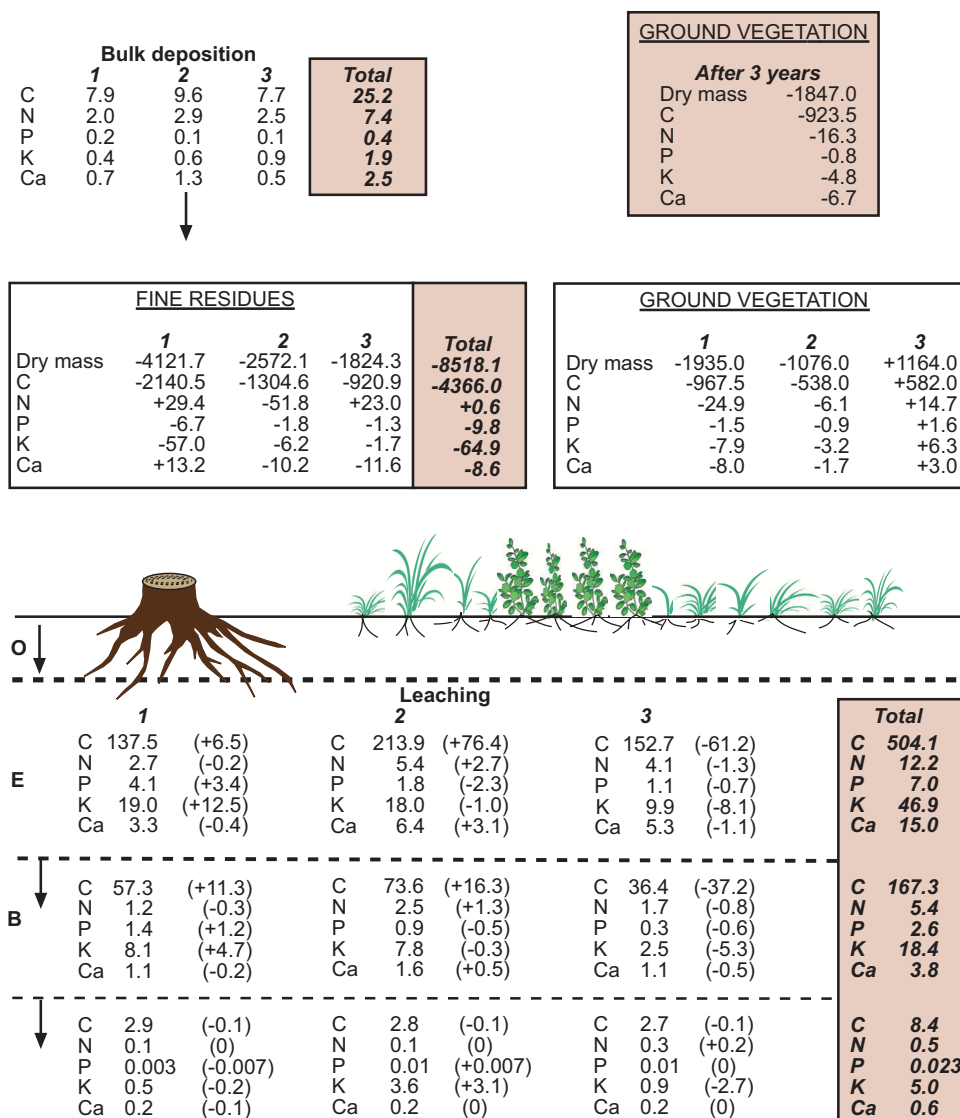 Bulk deposition
1 2 3 Total
C 7.9 9.6 7.7 25.2
N 2.0 2.9 2.5 7.4
P 0.2 0.1 0.1 0.4
K 0.4 0.6 0.9 1.9
Ca 0.7 1.3 0.5 2.5
GROUND VEGETATION
After 3 years
Dry mass -1847.0
C -923.5
N -16.3
P -0.8
K -4.8
Ca -6.7
FINE RESIDUES
1 2 3 Total
Dry mass -4121.7 -2572.1 -1824.3 -8518.1
C -2140.5 -1304.6 -920.9 -4366.0
N +29.4 -51.8 +23.0 +0.6
P -6.7 -1.8 -1.3 -9.8
K -57.0 -6.2 -1.7 -64.9
Ca +13.2 -10.2 -11.6 -8.6
GROUND VEGETATION
1 2 3
Dry mass -1935.0 -1076.0 +1164.0
C -967.5 -538.0 +582.0
N -24.9 -6.1 +14.7
P -1.5 -0.9 +1.6
K -7.9 -3.2 +6.3
Ca -8.0 -1.7 +3.0
O
Leaching
1 2 3 Total
C 137.5 (+6.5) C 213.9 (+76.4) C 152.7 (-61.2) C 504.1
N 2.7 (-0.2) N 5.4 (+2.7) N 4.1 (-1.3) N 12.2
E P 4.1 (+3.4) P 1.8 (-2.3) P 1.1 (-0.7) P 7.0
K 19.0 (+12.5) K 18.0 (-1.0) K 9.9 (-8.1) K 46.9
Ca 3.3 (-0.4) Ca 6.4 (+3.1) Ca 5.3 (-1.1) Ca 15.0
C 57.3 (+11.3) C 73.6 (+16.3) C 36.4 (-37.2) C 167.3
N 1.2 (-0.3) N 2.5 (+1.3) N 1.7 (-0.8) N 5.4
B P 1.4 (+1.2) P 0.9 (-0.5) P 0.3 (-0.6) P 2.6
K 8.1 (+4.7) K 7.8 (-0.3) K 2.5 (-5.3) K 18.4
Ca 1.1 (-0.2) Ca 1.6 (+0.5) Ca 1.1 (-0.5) Ca 3.8
C 2.9 (-0.1) C 2.8 (-0.1) C 2.7 (-0.1) C 8.4
N 0.1 (0) N 0.1 (0) N 0.3 (+0.2) N 0.5
P 0.003 (-0.007) P 0.01 (+0.007) P 0.01 (0) P 0.023
K 0.5 (-0.2) K 3.6 (+3.1) K 0.9 (-2.7) K 5.0
Ca 0.2 (-0.1) Ca 0.2 (0) Ca 0.2 (0) Ca 0.6